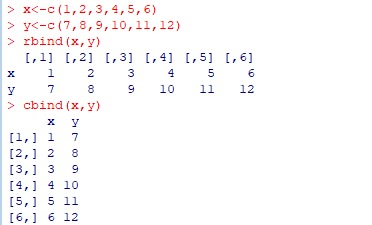 > x<-c(1,2,3,4,5,6)
> y<-c(7,8,9,10,11,12)
> rbind(x,y)
  [,1] [,2] [,3] [,4] [,5] [,6]
x    1    2    3    4    5    6
y    7    8    9   10   11   12
> cbind(x,y)
     x  y
[1,] 1  7
[2,] 2  8
[3,] 3  9
[4,] 4 10
[5,] 5 11
[6,] 6 12